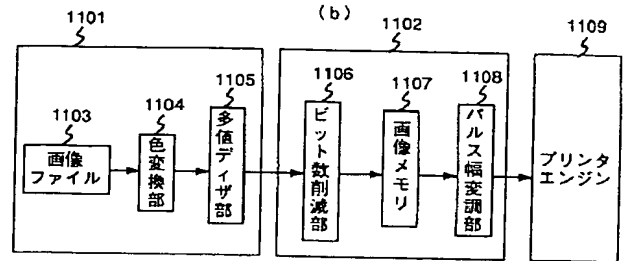 (b)
1101
1102
1109
1103
1104
1105
1106
1107
1108
画像
ファイル
色変換部
多値ディザ部
ビット数削減部
画像メモリ
パルス幅変調部
プリンタ
エンジン